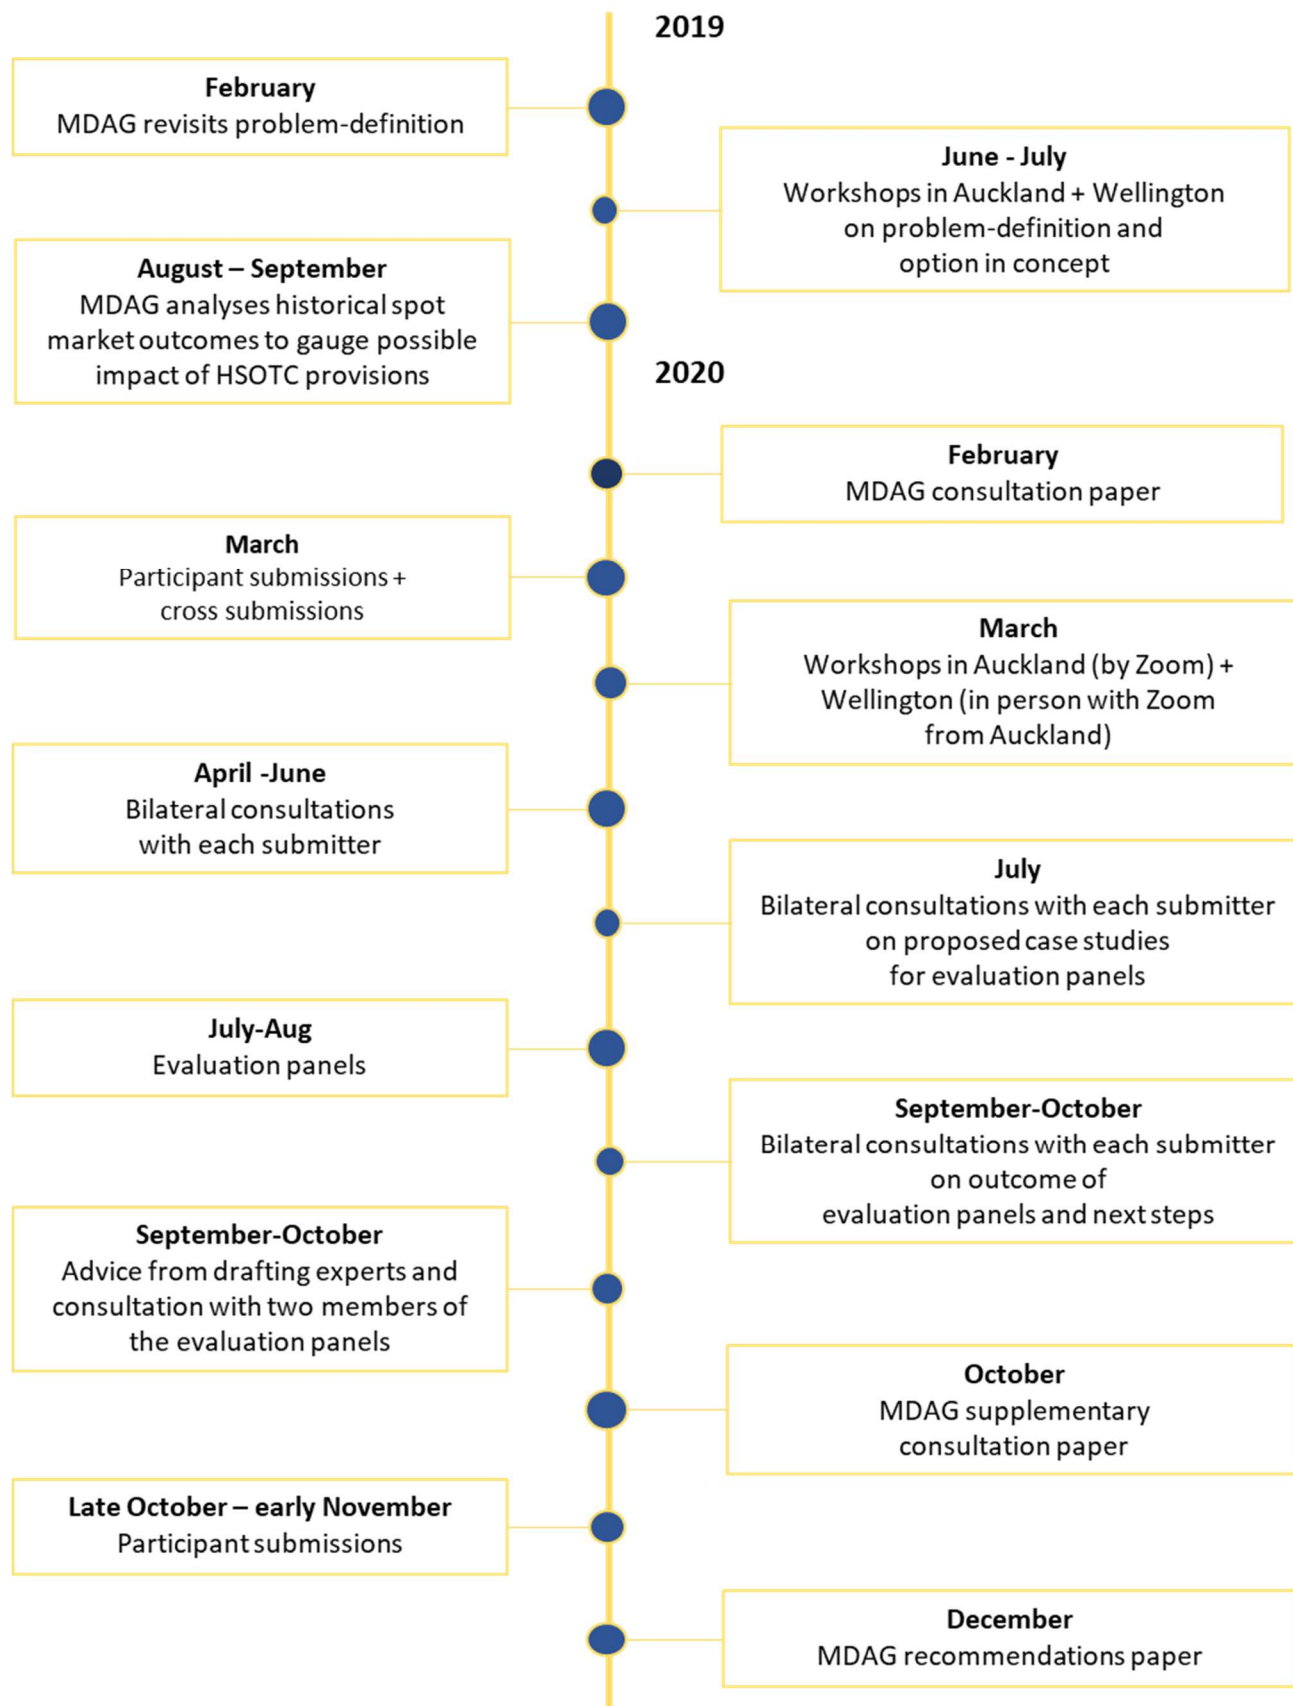 2019
February
MDAG revisits problem-definition
June - July
Workshops in Auckland + Wellington
on problem-definition and
option in concept
August – September
MDAG analyses historical spot
market outcomes to gauge possible
impact of HSOTC provisions
2020
February
MDAG consultation paper
March
Participant submissions +
cross submissions
March
Workshops in Auckland (by Zoom) +
Wellington (in person with Zoom
from Auckland)
April -June
Bilateral consultations
with each submitter
July
Bilateral consultations with each submitter
on proposed case studies
for evaluation panels
July-Aug
Evaluation panels
September-October
Bilateral consultations with each submitter
on outcome of
evaluation panels and next steps
September-October
Advice from drafting experts and
consultation with two members of
the evaluation panels
October
MDAG supplementary
consultation paper
Late October – early November
Participant submissions
December
MDAG recommendations paper